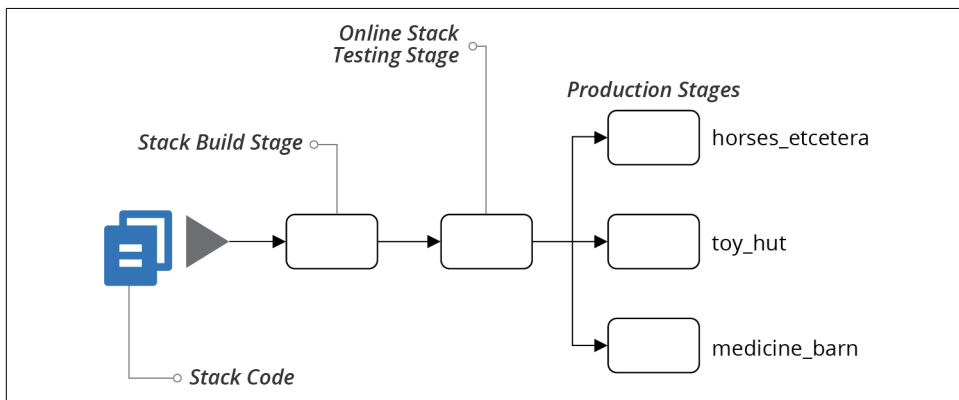 Online Stack
Testing Stage
Production Stages
Stack Build Stage
horses_etcetera
toy_hut
medicine_barn
Stack Code